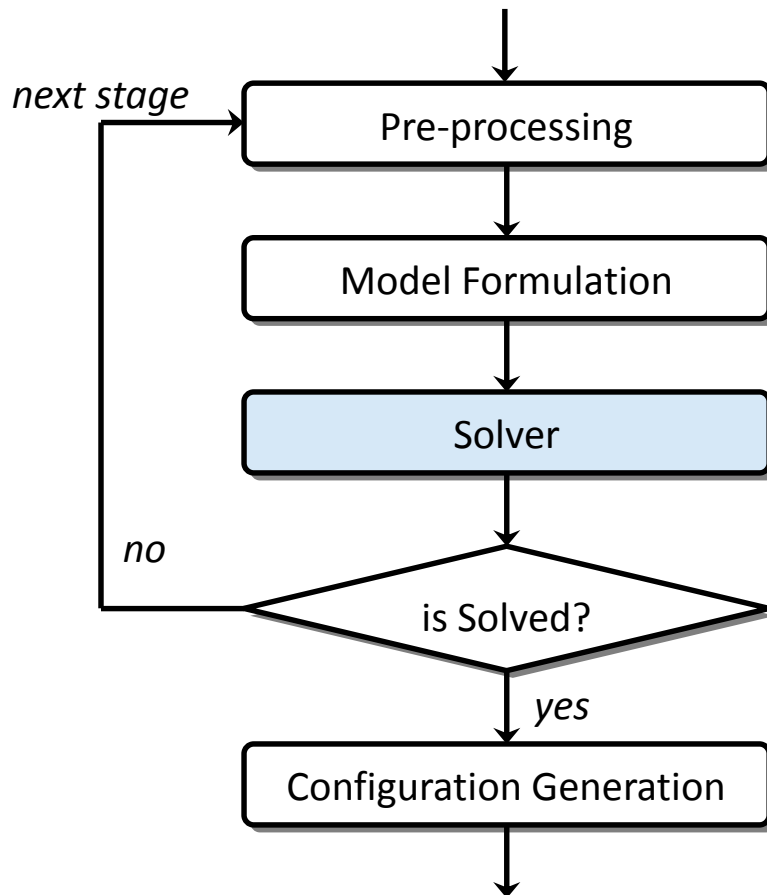 next stage
Pre-processing
Model Formulation
Solver
no
is Solved?
yes
Configuration Generation